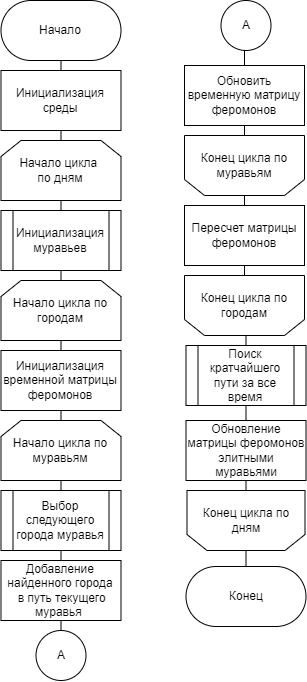 Начало
Инициализация
среды
Начало цикла
по дням
Инициализация
муравьев
Начало цикла по
городам
Инициализация
временной матрицы
феромонов
Начало цикла по
муравьям
Выбор
следующего
города муравья
Добавление
найденного города
в путь текущего
муравья
А
А
Обновить
временную матрицу
феромонов
Конец цикла по
муравьям
Пересчет матрицы
феромонов
Конец цикла по
городам
Поиск
кратчайшего
пути за все
время
Обновление
матрицы феромонов
элитными
муравьями
Конец цикла по
дням
Конец